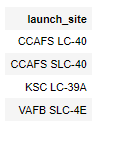 launch_site
CCAFS LC-40
CCAFS SLC-40
KSC LC-39A
VAFB SLC-4E